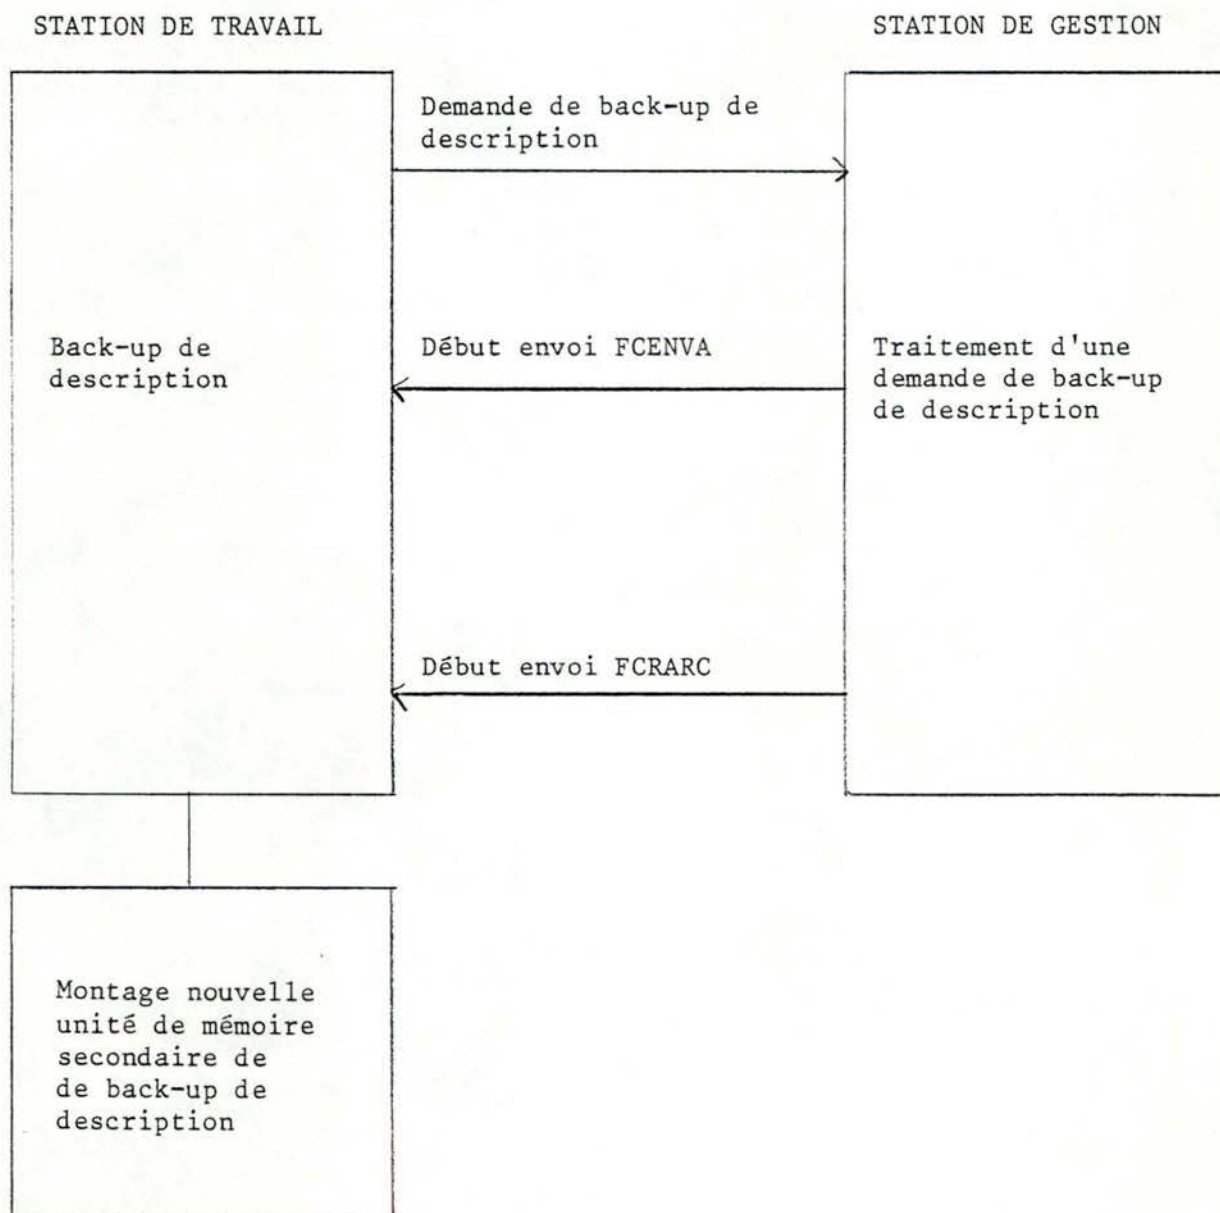 STATION DE TRAVAIL
STATION DE GESTION
Demande de back-up de
description
Back-up de
description
Début envoi FCENVA
Traitement d'une
demande de back-up
de description
Début envoi FCRARC
Montage nouvelle
unité de mémoire
secondaire de
de back-up de
description